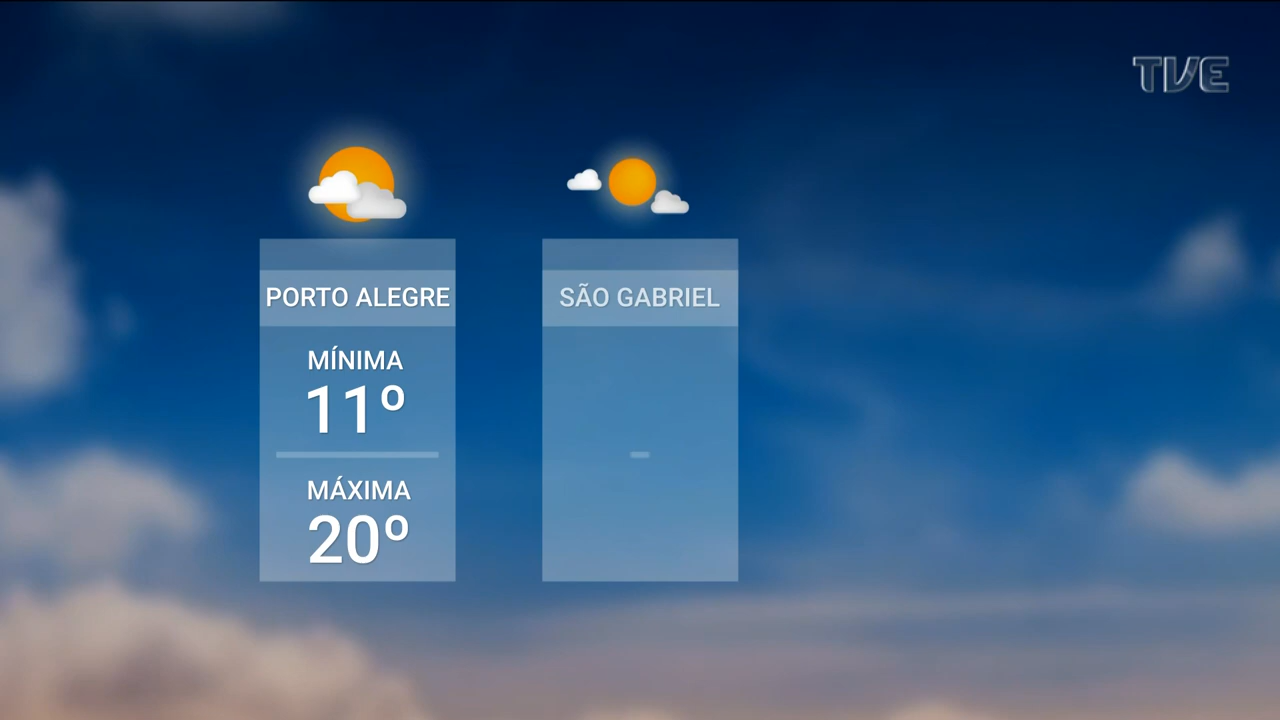 TVE
PORTO ALEGRE
MÍNIMA
11º
MÁXIMA
20º
SÃO GABRIEL